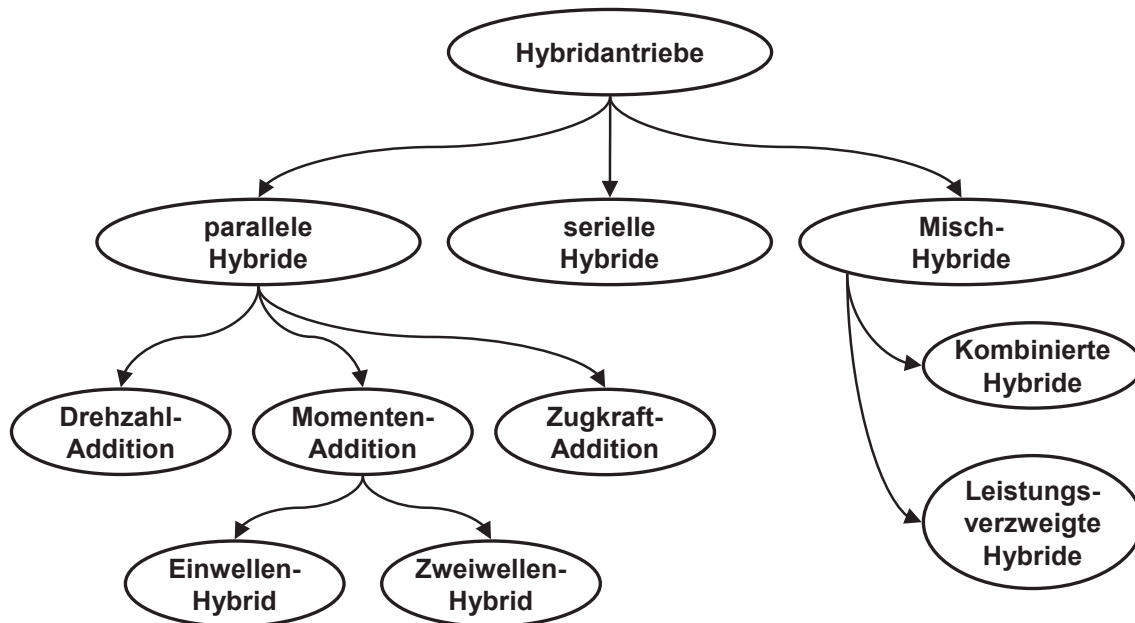 Hybridantriebe
parallele
Hybride
serielle
Hybride
Misch-
Hybride
Kombinierte
Hybride
Drehzahl-
Addition
Momenten-
Addition
Zugkraft-
Addition
Leistungs-
verzweigte
Hybride
Einwellen-
Hybrid
Zweiwellen-
Hybrid